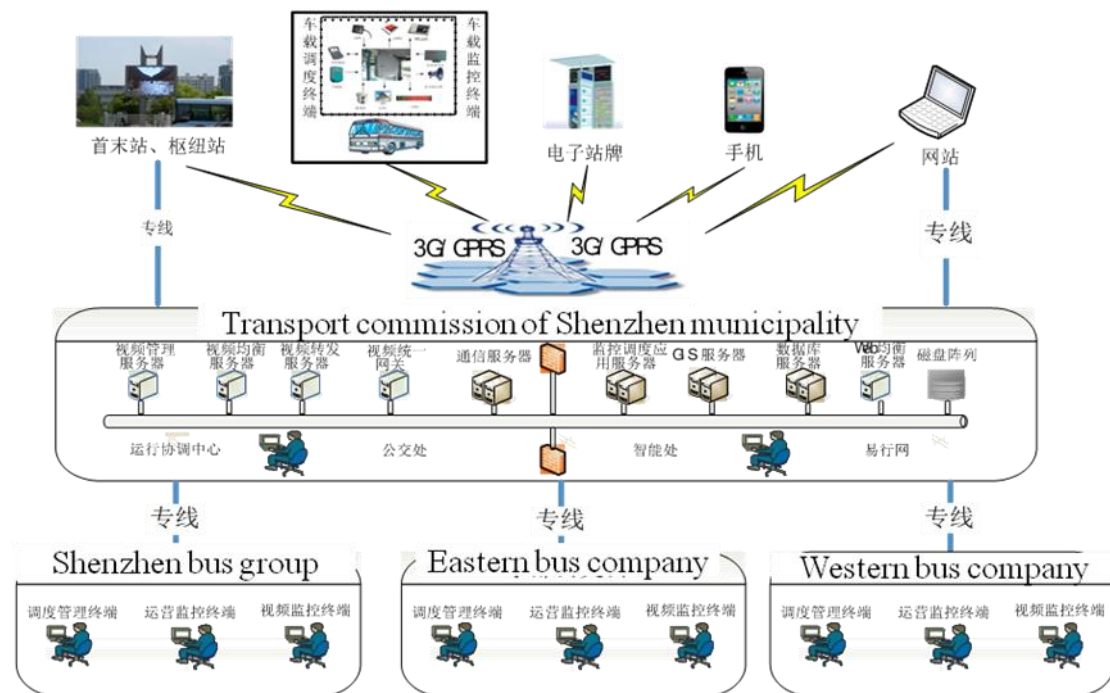 车载调度终端
车载监控终端
首末站、枢纽站
电子站牌
手机
网站
专线
3G/ GPRS
3G/ GPRS
专线
Transport commission of Shenzhen municipality
视频管理
服务器
视频均衡
服务器
视频转发
服务器
视频统一
网关
通信服务器
监控调度应
用服务器
GIS 服务器
数据库
服务器
Web均衡
服务器
磁盘阵列
运行协调中心
公交处
智能处
易行网
专线
专线
专线
Shenzhen bus group
调度管理终端
运营监控终端
视频监控终端
Eastern bus company
调度管理终端
运营监控终端
视频监控终端
Western bus company
调度管理终端
运营监控终端
视频监控终端